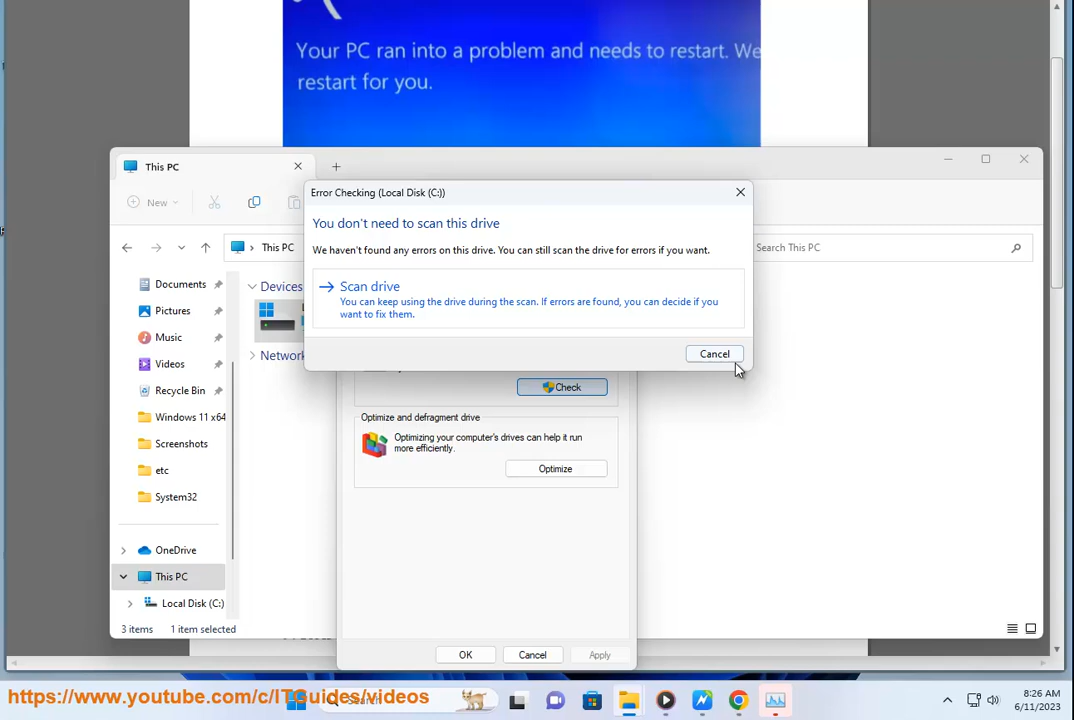 Your PC ran into a problem and needs to restart. We
restart for you.
This PC
Error Checking (Local Disk (C:))
New
You don't need to scan this drive
This PC
We haven't found any errors on this drive. You can still scan the drive for errors if you want.
Search This PC
Documents
Devices
Scan drive
You can keep using the drive during the scan. If errors are found, you can decide if you
want to fix them.
Pictures
Music
Network
Cancel
Videos
Recycle Bin
Check
Windows 11 x64
Optimize and defragment drive
Screenshots
Optimizing your computer's drives can help it run
more efficiently.
etc
Optimize
System32
OneDrive
This PC
Local Disk (C:)
3 items
1 item selected
OK
Cancel
Apply
https://www.youtube.com/c/ITGuides/videos
8:26 AM
6/11/2023